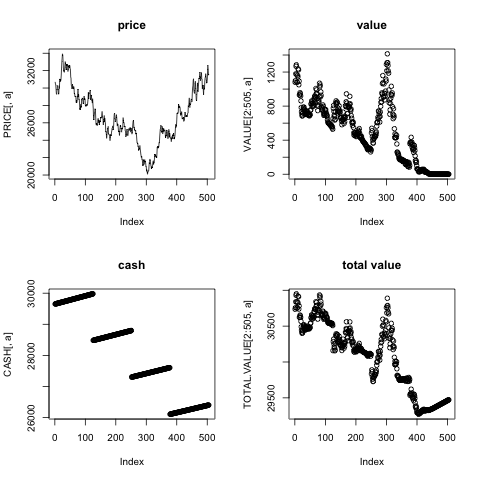 price
PRICE[, a]
20000 26000 32000
0 100 200 300 400 500
Index
value
VALUE[2:505, a]
0 400 800 1200
0 100 200 300 400 500
Index
cash
CASH[, a]
26000 28000 30000
0 100 200 300 400 500
Index
total value
TOTAL.VALUE[2:505, a]
29500 30500
0 100 200 300 400 500
Index